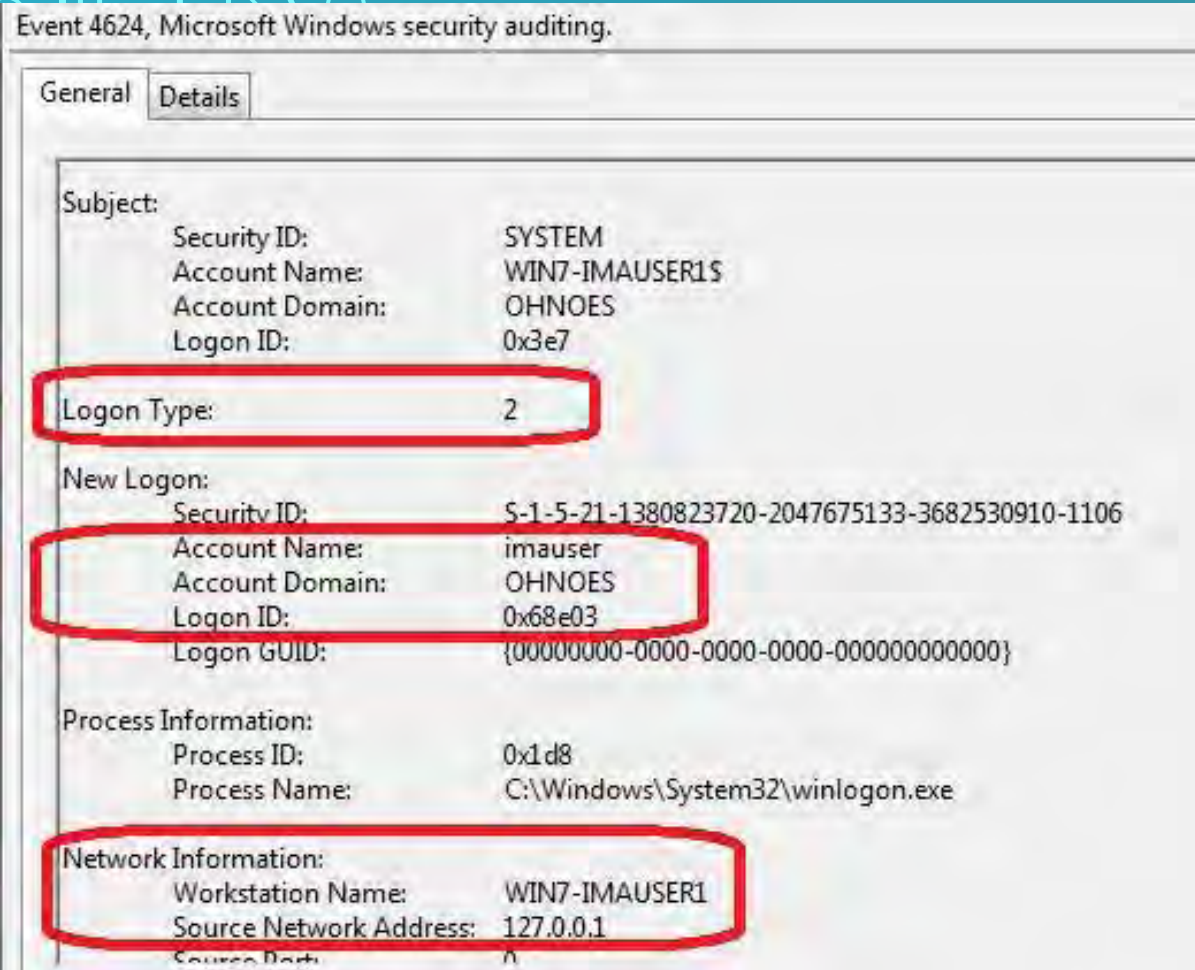 Event 4624, Microsoft Windows security auditing.
General Details
Subject:
Security ID: SYSTEM
Account Name: WIN7-IMAUSER1$
Account Domain: OHNOES
Logon ID: 0x3e7
Logon Type: 2
New Logon:
Security ID: S-1-5-21-1380823720-2047675133-3682530910-1106
Account Name: imauser
Account Domain: OHNOES
Logon ID: 0x68e03
Logon GUID: {00000000-0000-0000-0000-000000000000}
Process Information:
Process ID: 0x1d8
Process Name: C:\Windows\System32\winlogon.exe
Network Information:
Workstation Name: WIN7-IMAUSER1
Source Network Address: 127.0.0.1
Source Port: 0